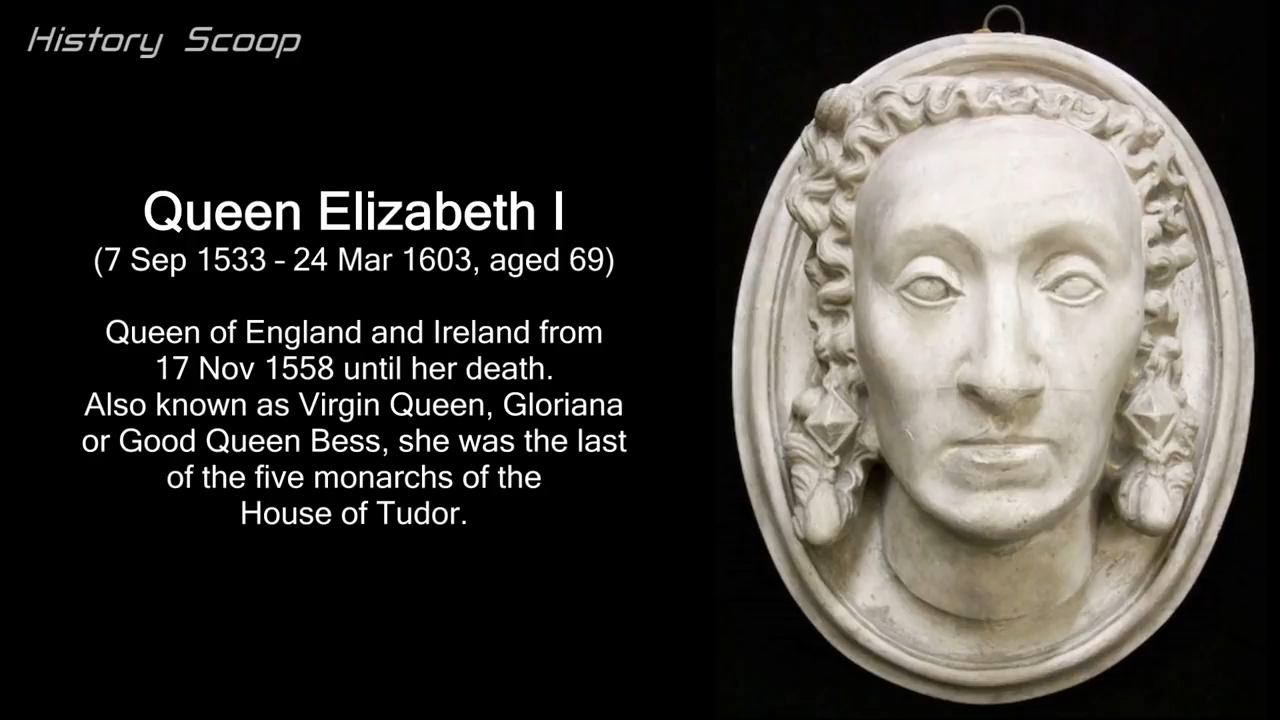 History Scoop
Queen Elizabeth I
(7 Sep 1533 – 24 Mar 1603, aged 69)
Queen of England and Ireland from
17 Nov 1558 until her death.
Also known as Virgin Queen, Gloriana
or Good Queen Bess, she was the last
of the five monarchs of the
House of Tudor.